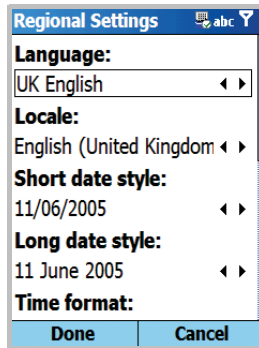 Regional Settings abc
Language:
UK English
Locale:
English (United Kingdom
Short date style:
11/06/2005
Long date style:
11 June 2005
Time format:
Done Cancel